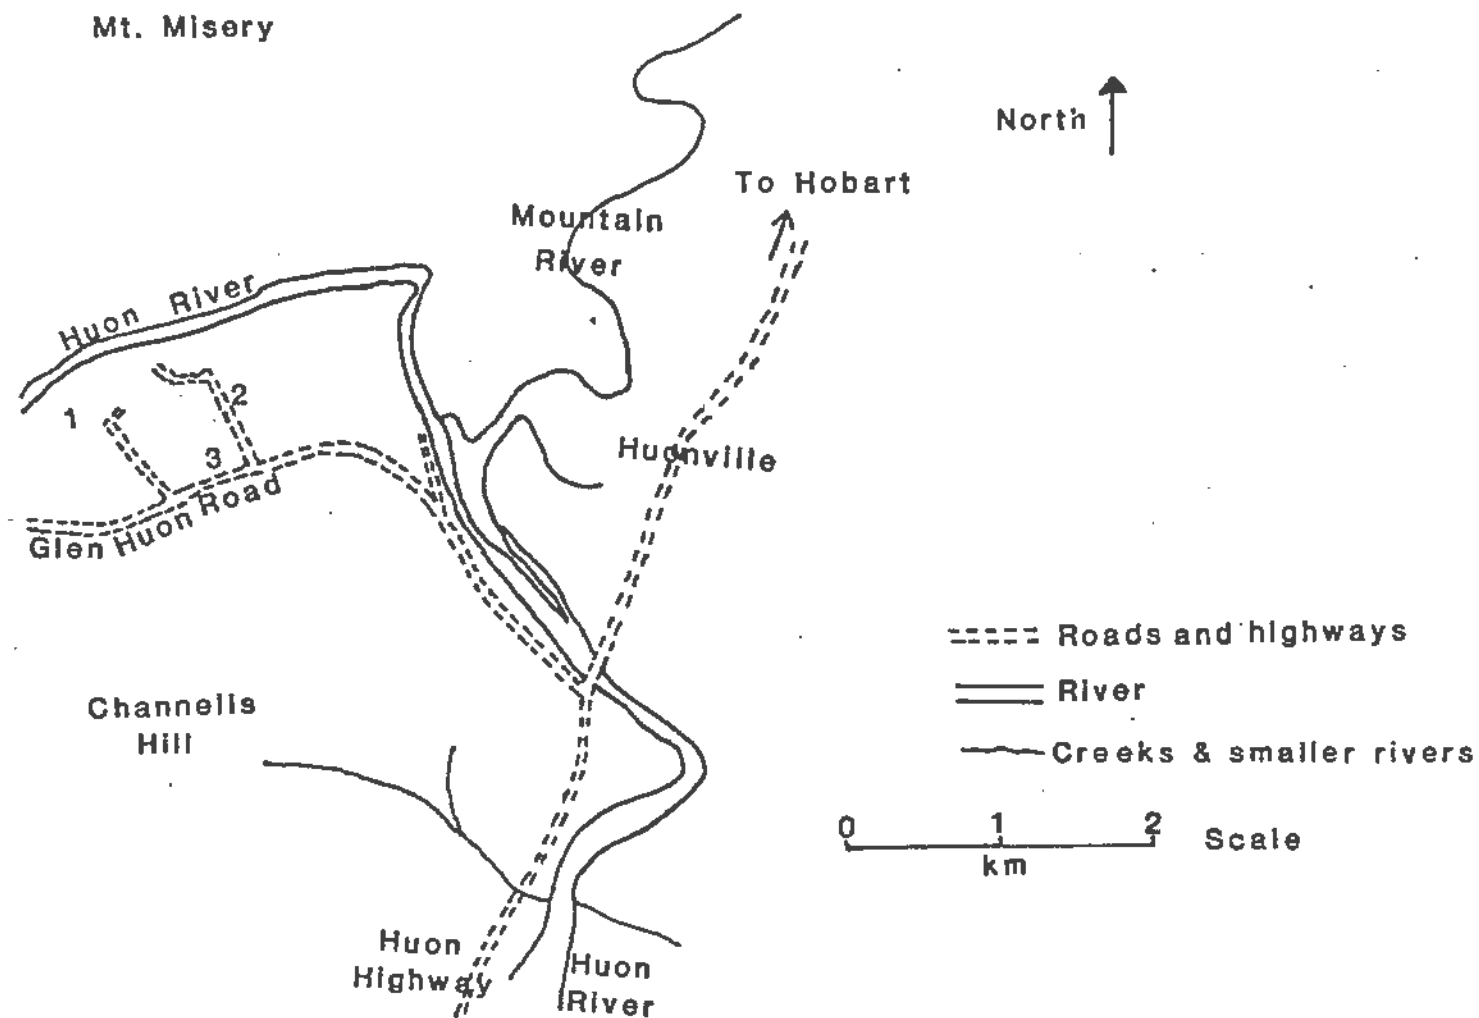 Mt. Misery
North
To Hobart
Mountain
River
Huon River
1
2
3
Huonville
Glen Huon Road
Roads and highways
River
Channells
Hill
Creeks & smaller rivers
0 1 2
km
Scale
Huon
Highway
Huon
River